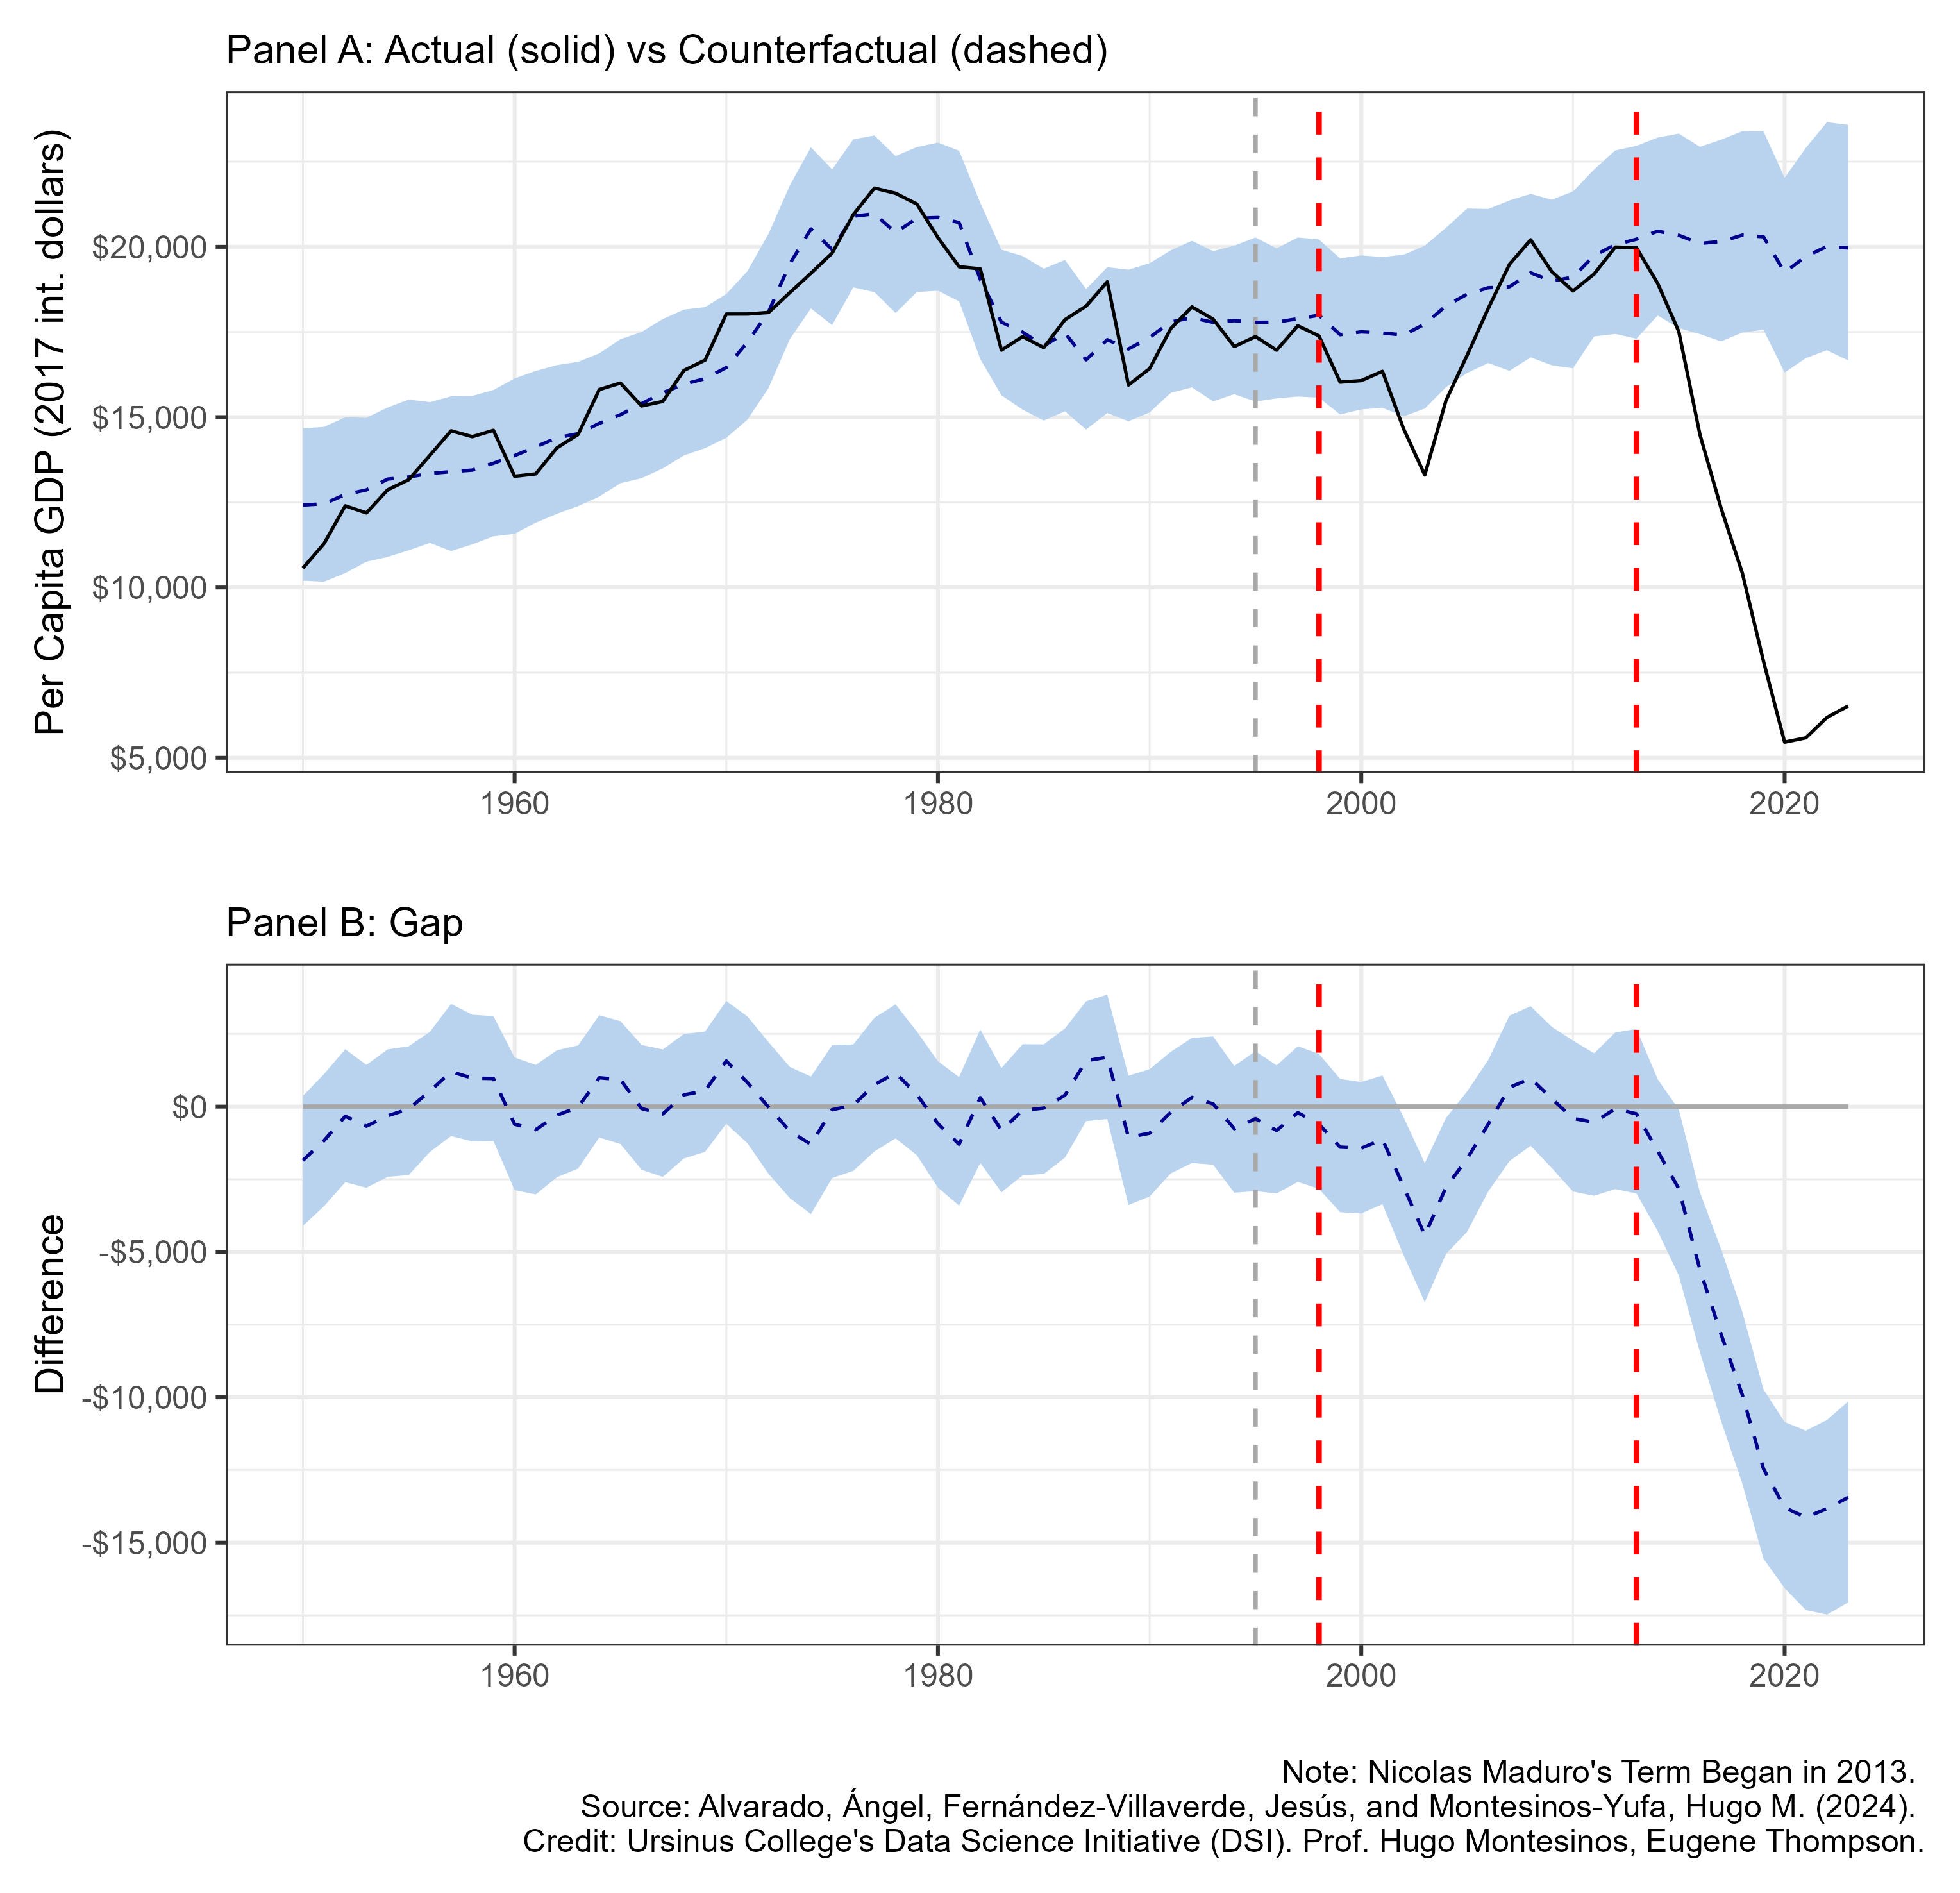 Panel A: Actual (solid) vs Counterfactual (dashed)
Per Capita GDP (2017 int. dollars)
$20,000
$15,000
$10,000
$5,000
1960
1980
2000
2020
Panel B: Gap
Difference
$0
-$5,000
-$10,000
-$15,000
1960
1980
2000
2020
Note: Nicolas Maduro's Term Began in 2013.
Source: Alvarado, Ángel, Fernández-Villaverde, Jesús, and Montesinos-Yufa, Hugo M. (2024).
Credit: Ursinus College's Data Science Initiative (DSI). Prof. Hugo Montesinos, Eugene Thompson.